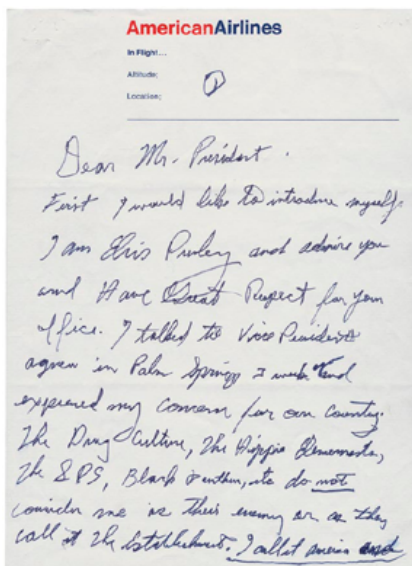 AmericanAirlines
In Flight...
Altitude;
Location;
1
Dear Mr. President.
First I would like to introduce myself.
I am Elvis Presley and admire you
and Have Great Respect for your
office. I talked to Vice President
agnew in Palm Springs 3 weeks ago and
expressed my concern for our country.
The Drug Culture, The Hippie Elements,
The SDS, Black Panthers, etc do not
consider me as their enemy or as they
call it The Establishment. I call it america and